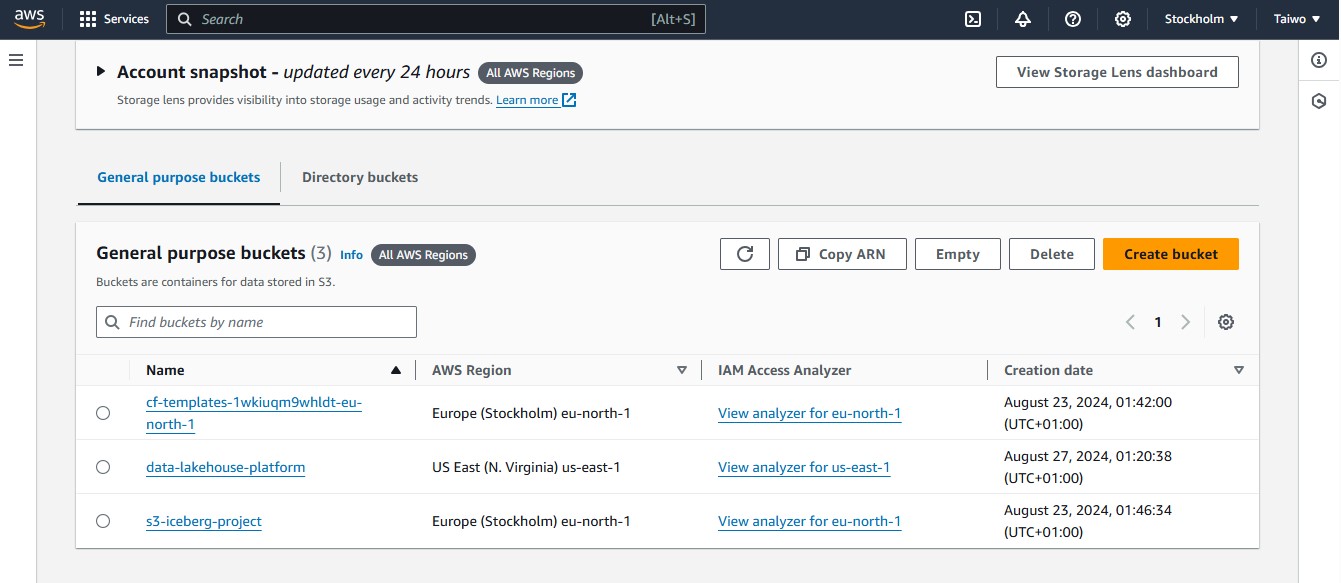 aws
Services
Search
[Alt+S]
Stockholm
Taiwo
Account snapshot - updated every 24 hours
All AWS Regions
View Storage Lens dashboard
Storage lens provides visibility into storage usage and activity trends. Learn more
General purpose buckets
Directory buckets
General purpose buckets (3) Info
All AWS Regions
Copy ARN
Empty
Delete
Create bucket
Buckets are containers for data stored in S3.
Find buckets by name
1
Name
AWS Region
IAM Access Analyzer
Creation date
cf-templates-1wkiuqm9whldt-eu-
north-1
Europe (Stockholm) eu-north-1
View analyzer for eu-north-1
August 23, 2024, 01:42:00
(UTC+01:00)
data-lakehouse-platform
US East (N. Virginia) us-east-1
View analyzer for us-east-1
August 27, 2024, 01:20:38
(UTC+01:00)
s3-iceberg-project
Europe (Stockholm) eu-north-1
View analyzer for eu-north-1
August 23, 2024, 01:46:34
(UTC+01:00)